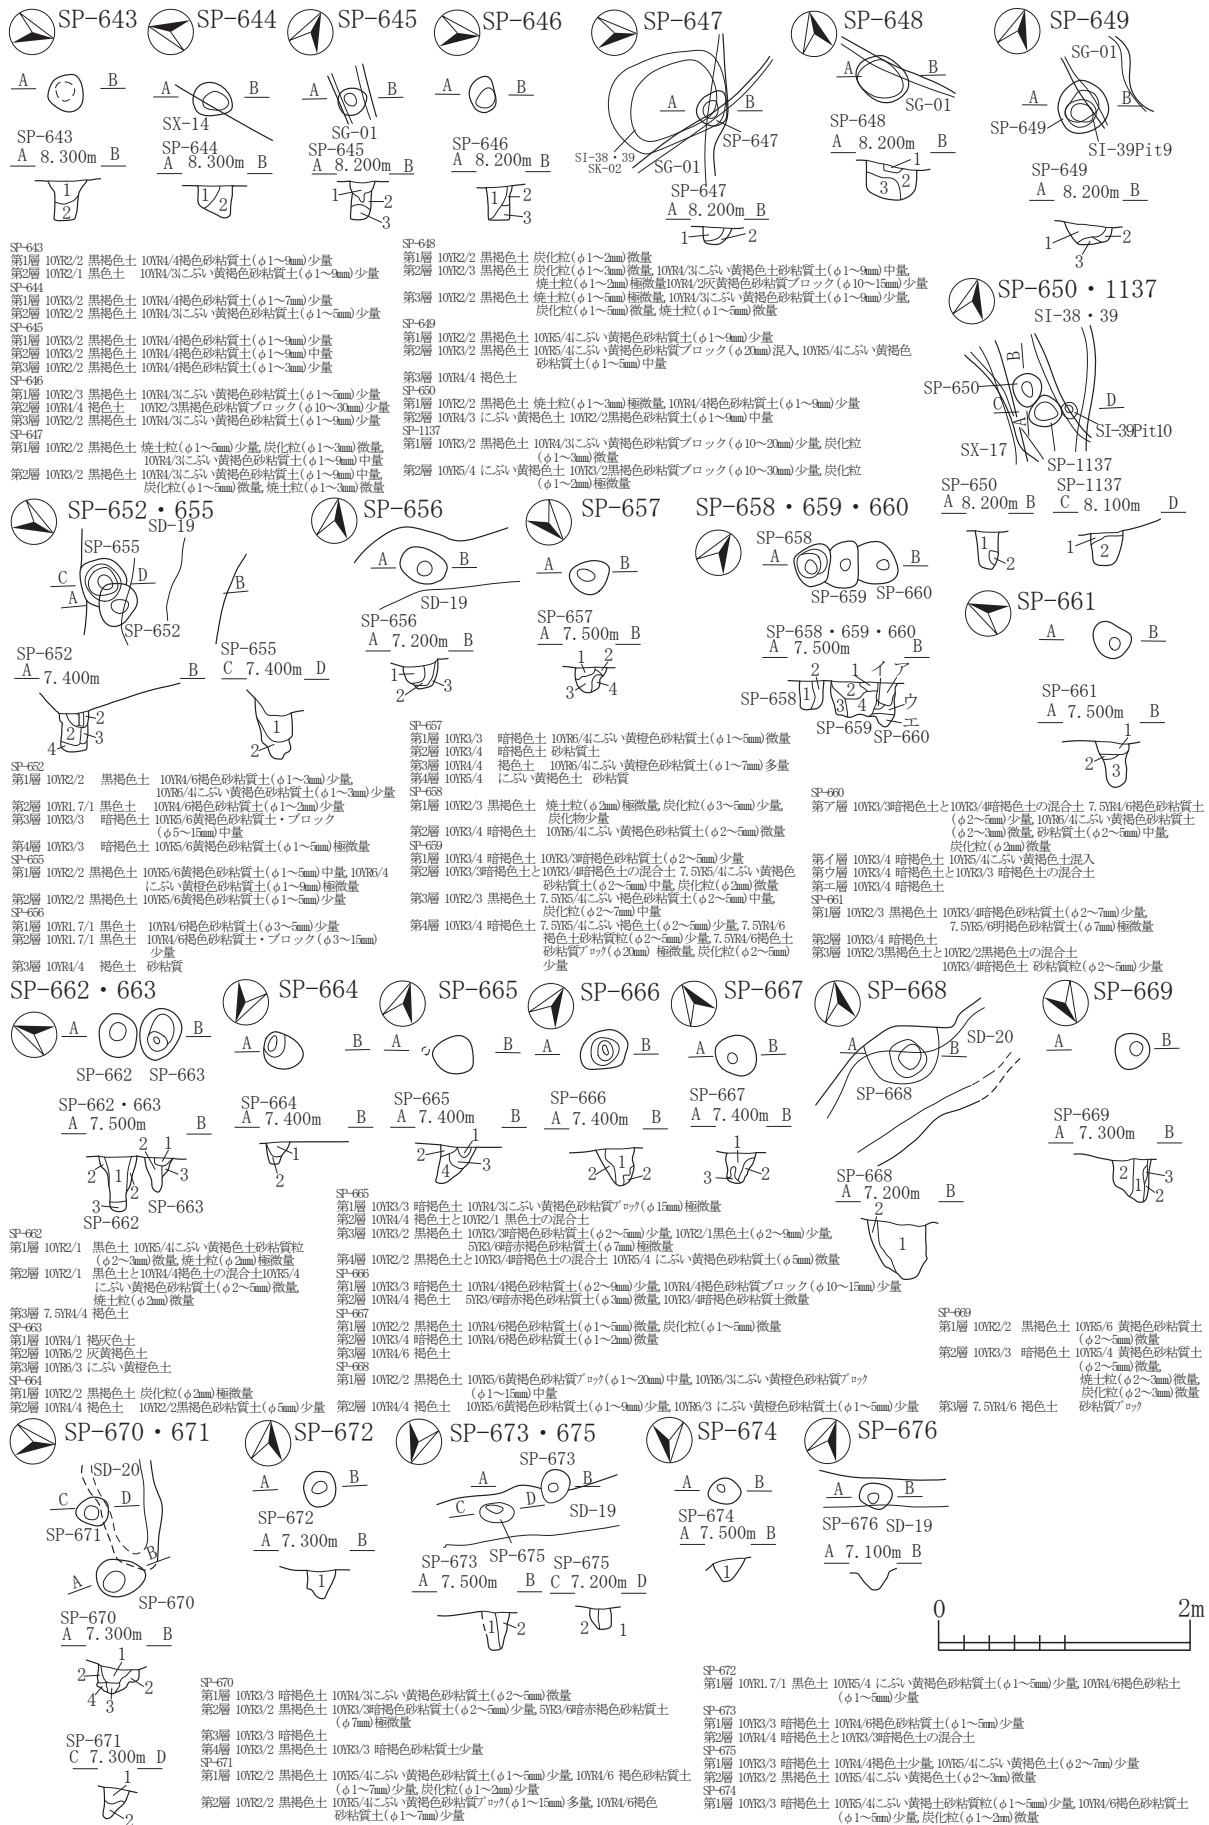 SP-643
SP-644
SP-645
SP-646
SP-647
SP-648
SP-649
A B
A B
SX-14
A B
SG-01
A B
A B
SI-38・39
SK-02
SG-01
SP-647
A B
SG-01
SG-01
A B
SP-649
SI-39Pit9
SP-643
A 8.300m B
1
2
SP-644
A 8.300m B
1
2
SP-645
A 8.200m B
1
2
3
SP-646
A 8.200m B
1
2
3
SP-647
A 8.200m B
1
2
SP-648
A 8.200m B
1
2
3
SP-649
A 8.200m B
1
2
3
SP-643
第1層 10YR2/2 黒褐色土 10YR4/4褐色砂粘質土(φ1～9mm)少量
第2層 10YR2/1 黒色土 10YR4/3にぶい黄褐色砂粘質土(φ1～9mm)少量
SP-644
第1層 10YR3/2 黒褐色土 10YR4/4褐色砂粘質土(φ1～7mm)少量
第2層 10YR2/2 黒褐色土 10YR4/3にぶい黄褐色砂粘質土(φ1～5mm)少量
SP-645
第1層 10YR3/2 黒褐色土 10YR4/4褐色砂粘質土(φ1～9mm)少量
第2層 10YR3/2 黒褐色土 10YR4/4褐色砂粘質土(φ1～9mm)中量
第3層 10YR2/2 黒褐色土 10YR4/4褐色砂粘質土(φ1～3mm)少量
SP-646
第1層 10YR2/3 黒褐色土 10YR4/3にぶい黄褐色砂粘質土(φ1～5mm)少量
第2層 10YR4/4 褐色土 10YR2/3黒褐色砂粘質ブロック(φ10～30mm)少量
第3層 10YR2/2 黒褐色土 10YR4/3にぶい黄褐色砂粘質土(φ1～9mm)少量
SP-647
第1層 10YR2/2 黒褐色土 焼土粒(φ1～5mm)少量,炭化粒(φ1～3mm)微量,
10YR4/3にぶい黄褐色砂粘質土(φ1～9mm)中量
第2層 10YR3/2 黒褐色土 10YR4/3にぶい黄褐色砂粘質土(φ1～9mm)中量,
炭化粒(φ1～5mm)微量,焼土粒(φ1～3mm)微量
SP-648
第1層 10YR2/2 黒褐色土 炭化粒(φ1～2mm)微量
第2層 10YR2/3 黒褐色土 炭化粒(φ1～3mm)微量,10YR4/3にぶい黄褐色土砂粘質土(φ1～9mm)中量,
焼土粒(φ1～2mm)極微量10YR4/2灰黄褐色砂粘質ブロック(φ10～15mm)少量
第3層 10YR2/2 黒褐色土 焼土粒(φ1～5mm)極微量,10YR4/3にぶい黄褐色砂粘質土(φ1～9mm)少量,
炭化粒(φ1～5mm)微量,焼土粒(φ1～5mm)微量
SP-649
第1層 10YR2/2 黒褐色土 10YR5/4にぶい黄褐色砂粘質土(φ1～9mm)少量
第2層 10YR3/2 黒褐色土 10YR5/4にぶい黄褐色砂粘質ブロック(φ20mm)混入,10YR5/4にぶい黄褐色
砂粘質土(φ1～5mm)中量
第3層 10YR4/4 褐色土
SP-650
第1層 10YR2/2 黒褐色土 焼土粒(φ1～3mm)極微量,10YR4/4褐色砂粘質土(φ1～9mm)少量
第2層 10YR4/3 にぶい黄褐色土 10YR2/2黒褐色砂粘質土(φ1～9mm)中量
SP-1137
第1層 10YR3/2 黒褐色土 10YR4/3にぶい黄褐色砂粘質ブロック(φ10～20mm)少量,炭化粒
(φ1～3mm)微量
第2層 10YR5/4 にぶい黄褐色土 10YR3/2黒褐色砂粘質ブロック(φ10～30mm)少量,炭化粒
(φ1～2mm)極微量
SP-650・1137
SI-38・39
B
SP-650
C D
A
SX-17
SI-39Pit10
SP-1137
SP-650
A 8.200m B
1
2
SP-1137
C 8.100m D
1
2
SP-652・655
SD-19
SP-655
C D
A B
SP-652
SP-652
A 7.400m B
1 2
2 3
4
SP-655
C 7.400m D
1
2
SP-656
A B
SD-19
SP-656
A 7.200m B
1
2
3
SP-657
A B
SP-657
A 7.500m B
1 2
3 4
SP-658・659・660
SP-658
A B
SP-659 SP-660
SP-658・659・660
A 7.500m B
2 1 イ ア
SP-658 1 2 3 4 ウ
エ
SP-659
SP-660
SP-661
A B
SP-661
A 7.500m B
1
2
3
SP-652
第1層 10YR2/2 黒褐色土 10YR4/6褐色砂粘質土(φ1～3mm)少量,
10YR6/4にぶい黄橙色砂粘質土(φ1～3mm)少量
第2層 10YR1.7/1 黒色土 10YR4/6褐色砂粘質土(φ1～2mm)少量
第3層 10YR3/3 暗褐色土 10YR5/6黄褐色砂粘質土・ブロック
(φ5～15mm)中量
第4層 10YR3/3 暗褐色土 10YR5/6黄褐色砂粘質土(φ1～5mm)極微量
SP-655
第1層 10YR2/2 黒褐色土 10YR5/6黄褐色砂粘質土(φ1～5mm)中量,10YR6/4
にぶい黄橙色砂粘質土(φ1～9mm)極微量
第2層 10YR2/2 黒褐色土 10YR5/6黄褐色砂粘質土(φ1～5mm)少量
SP-656
第1層 10YR1.7/1 黒色土 10YR4/6褐色砂粘質土(φ3～5mm)少量
第2層 10YR1.7/1 黒色土 10YR4/6褐色砂粘質土・ブロック(φ3～15mm)
少量
第3層 10YR4/4 褐色土 砂粘質
SP-657
第1層 10YR3/3 暗褐色土 10YR6/4にぶい黄橙色砂粘質土(φ1～5mm)微量
第2層 10YR3/4 暗褐色土 砂粘質土
第3層 10YR4/4 褐色土 10YR6/4にぶい黄橙色砂粘質土(φ1～7mm)多量
第4層 10YR5/4 にぶい黄褐色土 砂粘質
SP-658
第1層 10YR2/3 黒褐色土 焼土粒(φ2mm)極微量,炭化粒(φ3～5mm)少量,
炭化物少量
第2層 10YR3/4 暗褐色土 10YR6/4にぶい黄褐色砂粘質土(φ2～5mm)微量
SP-659
第1層 10YR3/4 暗褐色土 10YR3/3暗褐色砂粘質土(φ2～5mm)少量
第2層 10YR3/3暗褐色土と10YR3/4暗褐色土の混合土 7.5YR5/4にぶい黄褐色
砂粘質土(φ2～5mm)中量,炭化粒(φ2mm)微量
第3層 10YR2/3 黒褐色土 7.5YR5/4にぶい褐色砂粘質土(φ2～5mm)中量,
炭化粒(φ2～7mm)中量
第4層 10YR3/4 暗褐色土 7.5YR5/4にぶい褐色土(φ2～5mm)少量,7.5YR4/6
褐色土砂粘質粒(φ2～5mm)少量,7.5YR4/6褐色土
砂粘質ブロック(φ20mm) 極微量,炭化粒(φ2～5mm)
少量
SP-660
第ア層 10YR3/3暗褐色土と10YR3/4暗褐色土の混合土 7.5YR4/6褐色砂粘質土
(φ2～5mm)少量,10YR6/4にぶい黄褐色砂粘質土
(φ2～3mm)微量,砂粘質土(φ2～5mm)中量,
炭化粒(φ2mm)微量
第イ層 10YR3/4 暗褐色土 10YR5/4にぶい黄褐色土混入
第ウ層 10YR3/4 暗褐色土と10YR3/3 暗褐色土の混合土
第エ層 10YR3/4 暗褐色土
SP-661
第1層 10YR2/3 黒褐色土 10YR3/4暗褐色土(φ2～7mm)少量,
7.5YR5/6明褐色砂粘質土(φ7mm)極微量
第2層 10YR3/4 暗褐色土
第3層 10YR2/3黒褐色土と10YR2/2黒褐色土の混合土
10YR3/4暗褐色土 砂粘質粒(φ2～5mm)少量
SP-662・663
A B
SP-662 SP-663
SP-662・663
A 7.500m B
2 1
2 1 2 3
3
SP-663
SP-662
SP-664
A B
SP-664
A 7.400m B
1
2
SP-665
A B
SP-665
A 7.400m B
1
2 3
4
SP-666
A B
SP-666
A 7.400m B
2 1 2
SP-667
A B
SP-667
A 7.400m B
1
3 2
SP-668
A B
SD-20
SP-668
SP-668
A 7.200m B
2
1
SP-669
A B
SP-669
A 7.300m B
2 1 3
2
SP-662
第1層 10YR2/1 黒色土 10YR5/4にぶい黄褐色土砂粘質粒
(φ2～3mm)微量,焼土粒(φ2mm)極微量
第2層 10YR2/1 黒色土と10YR4/4褐色土の混合土10YR5/4
にぶい黄褐色砂粘質土(φ2～5mm)微量,
焼土粒(φ2mm)微量
第3層 7.5YR4/4 褐色土
SP-663
第1層 10YR4/1 褐灰色土
第2層 10YR6/2 灰黄褐色土
第3層 10YR6/3 にぶい黄橙色土
SP-664
第1層 10YR2/2 黒褐色土 炭化粒(φ2mm)極微量
第2層 10YR4/4 褐色土 10YR2/2黒褐色砂粘質土(φ5mm)少量
SP-665
第1層 10YR3/3 暗褐色土 10YR4/3にぶい黄褐色砂粘質ブロック(φ15mm)極微量
第2層 10YR4/4 褐色土と10YR2/1 黒色土の混合土
第3層 10YR3/2 黒褐色土 10YR3/3暗褐色砂粘質土(φ2～5mm)少量,10YR2/1黒色土(φ2～9mm)少量,
5YR3/6暗赤褐色砂粘質土(φ7mm)極微量
第4層 10YR2/2 黒褐色土と10YR3/4暗褐色土の混合土 10YR5/4 にぶい黄褐色砂粘質土(φ5mm)微量
SP-666
第1層 10YR3/3 暗褐色土 10YR4/4褐色砂粘質土(φ2～9mm)少量,10YR4/4褐色砂粘質ブロック(φ10～15mm)少量
第2層 10YR4/4 褐色土 5YR3/6暗赤褐色砂粘質土(φ3mm)微量,10YR3/4暗褐色砂粘質土微量
SP-667
第1層 10YR2/2 黒褐色土 10YR4/6褐色砂粘質土(φ1～5mm)微量,炭化粒(φ1～5mm)微量
第2層 10YR3/4 暗褐色土 10YR4/6褐色砂粘質土(φ1～2mm)微量
第3層 10YR4/6 褐色土
SP-668
第1層 10YR2/2 黒褐色土 10YR5/6黄褐色砂粘質ブロック(φ1～20mm)中量,10YR6/3にぶい黄橙色ブロック
(φ1～15mm)中量
第2層 10YR4/4 褐色土 10YR5/6黄褐色砂粘質土(φ1～9mm)少量,10YR6/3 にぶい黄橙色砂粘質土(φ1～5mm)少量
SP-669
第1層 10YR2/2 黒褐色土 10YR5/6 黄褐色砂粘質土
(φ2～5mm)微量
第2層 10YR3/3 暗褐色土 10YR5/4 黄褐色砂粘質土
(φ2～5mm)微量,
焼土粒(φ2～3mm)微量,
炭化粒(φ2～3mm)微量
第3層 7.5YR4/6 褐色土 砂粘質ブロック
SP-670・671
SD-20
C D
SP-671
B
A
SP-670
SP-670
A 7.300m B
1
2 2
4 3
SP-671
C 7.300m D
1
2
SP-672
A B
SP-672
A 7.300m B
1
SP-673・675
SP-673
A B
C D
SD-19
SP-675
SP-673
A 7.500m B
1 2
SP-675
C 7.200m D
2 1
SP-674
A B
SP-674
A 7.500m B
1
SP-676
A B
SP-676 SD-19
A 7.100m B
0 2m
SP-670
第1層 10YR3/3 暗褐色土 10YR4/3にぶい黄褐色砂粘質土(φ2～5mm)微量
第2層 10YR3/2 黒褐色土 10YR3/3暗褐色砂粘質土(φ2～5mm)少量,5YR3/6暗赤褐色砂粘質土
(φ7mm)極微量
第3層 10YR3/3 暗褐色土
第4層 10YR3/2 黒褐色土 10YR3/3 暗褐色砂粘質土少量
SP-671
第1層 10YR2/2 黒褐色土 10YR5/4にぶい黄褐色砂粘質土(φ1～5mm)少量,10YR4/6 褐色砂粘質土
(φ1～7mm)少量,炭化粒(φ1～2mm)少量
第2層 10YR2/2 黒褐色土 10YR5/4にぶい黄褐色砂粘質ブロック(φ1～15mm)多量,10YR4/6褐色
砂粘質土(φ1～7mm)少量
SP-672
第1層 10YR1.7/1 黒色土 10YR5/4 にぶい黄褐色砂粘質土(φ1～5mm)少量,10YR4/6褐色砂粘土
(φ1～5mm)少量
SP-673
第1層 10YR3/3 暗褐色土 10YR4/6褐色砂粘質土(φ1～5mm)少量
第2層 10YR4/4 暗褐色土と10YR3/3暗褐色土の混合土
SP-675
第1層 10YR3/3 暗褐色土 10YR4/4褐色土少量,10YR5/4にぶい黄褐色土(φ2～7mm)少量
第2層 10YR3/2 黒褐色土 10YR5/4にぶい黄褐色土(φ2～3mm)微量
SP-674
第1層 10YR3/3 暗褐色土 10YR5/4にぶい黄褐土砂粘質粒(φ1～5mm)少量,10YR4/6褐色砂粘質土
(φ1～5mm)少量,炭化粒(φ1～2mm)微量